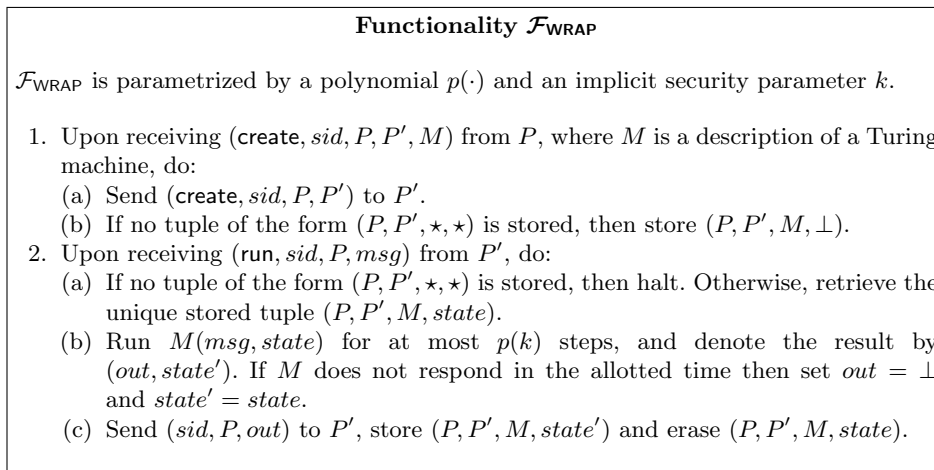 Functionality 𝓕WRAP
𝓕WRAP is parametrized by a polynomial p(·) and an implicit security parameter k.
1. Upon receiving (create, sid, P, P′, M) from P, where M is a description of a Turing
machine, do:
(a) Send (create, sid, P, P′) to P′.
(b) If no tuple of the form (P, P′, ⋆, ⋆) is stored, then store (P, P′, M, ⊥).
2. Upon receiving (run, sid, P, msg) from P′, do:
(a) If no tuple of the form (P, P′, ⋆, ⋆) is stored, then halt. Otherwise, retrieve the
unique stored tuple (P, P′, M, state).
(b) Run M(msg, state) for at most p(k) steps, and denote the result by
(out, state′). If M does not respond in the allotted time then set out = ⊥
and state′ = state.
(c) Send (sid, P, out) to P′, store (P, P′, M, state′) and erase (P, P′, M, state).